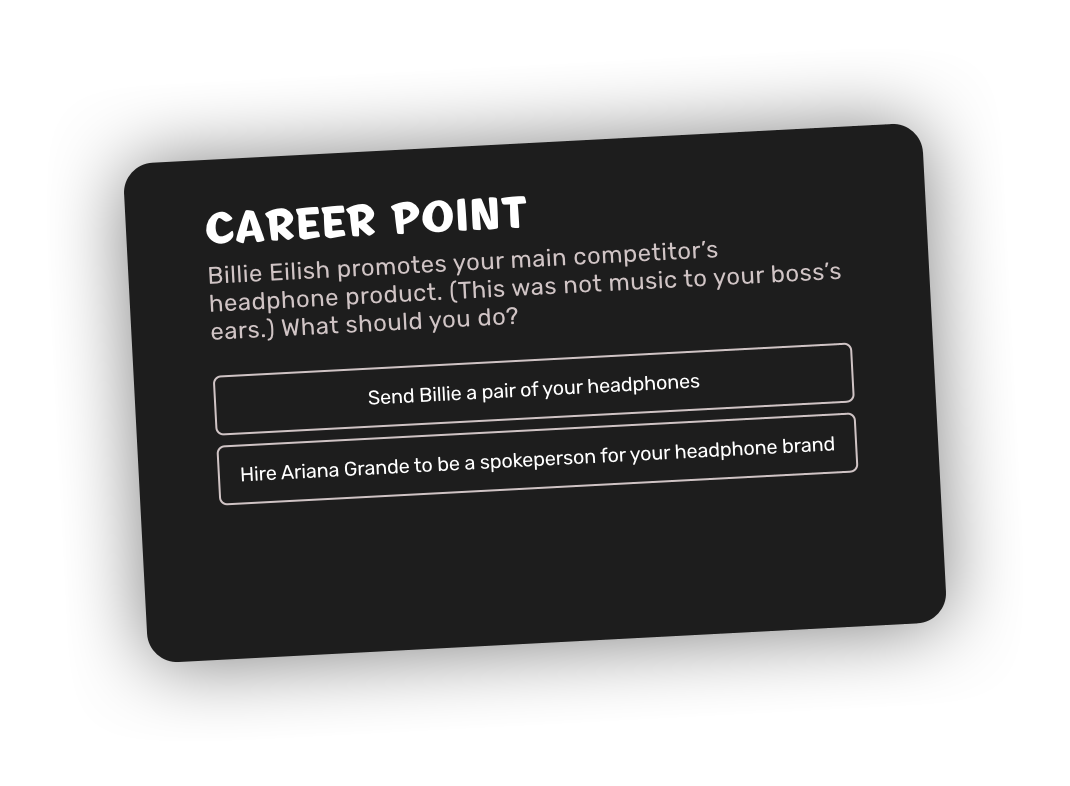 CAREER POINT
Billie Eilish promotes your main competitor’s
headphone product. (This was not music to your boss’s
ears.) What should you do?
Send Billie a pair of your headphones
Hire Ariana Grande to be a spokeperson for your headphone brand